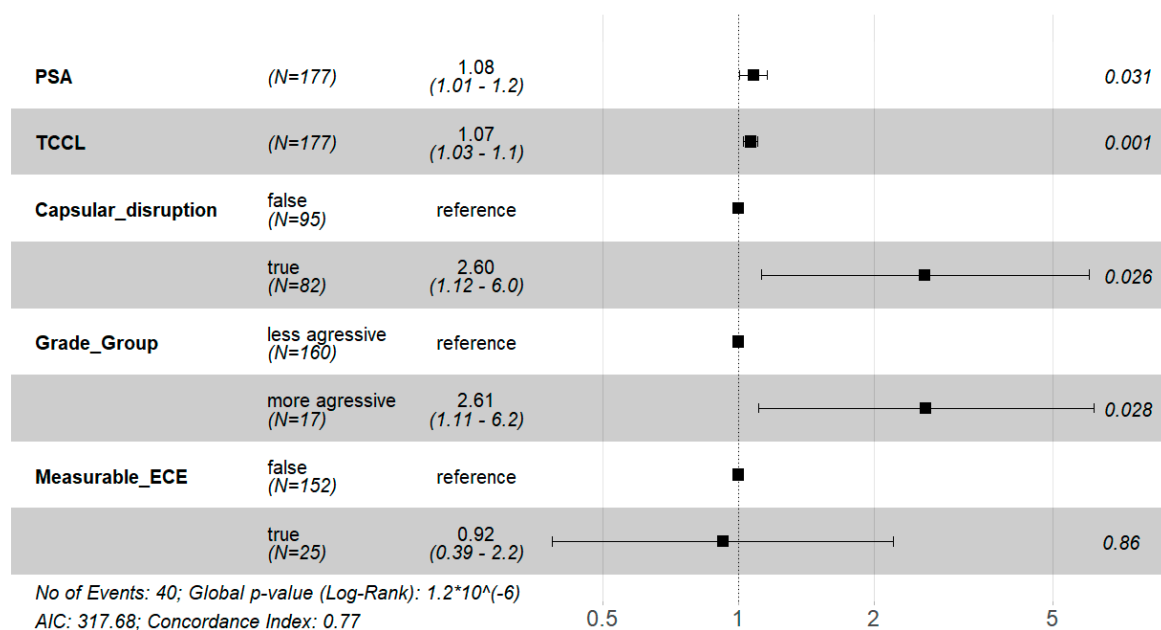 PSA (N=177) 1.08 (1.01 - 1.2) 0.031
TCCL (N=177) 1.07 (1.03 - 1.1) 0.001
Capsular_disruption false (N=95) reference
true (N=82) 2.60 (1.12 - 6.0) 0.026
Grade_Group less agressive (N=160) reference
more agressive (N=17) 2.61 (1.11 - 6.2) 0.028
Measurable_ECE false (N=152) reference
true (N=25) 0.92 (0.39 - 2.2) 0.86
No of Events: 40; Global p-value (Log-Rank): 1.2*10^(-6)
AIC: 317.68; Concordance Index: 0.77
0.5 1 2 5